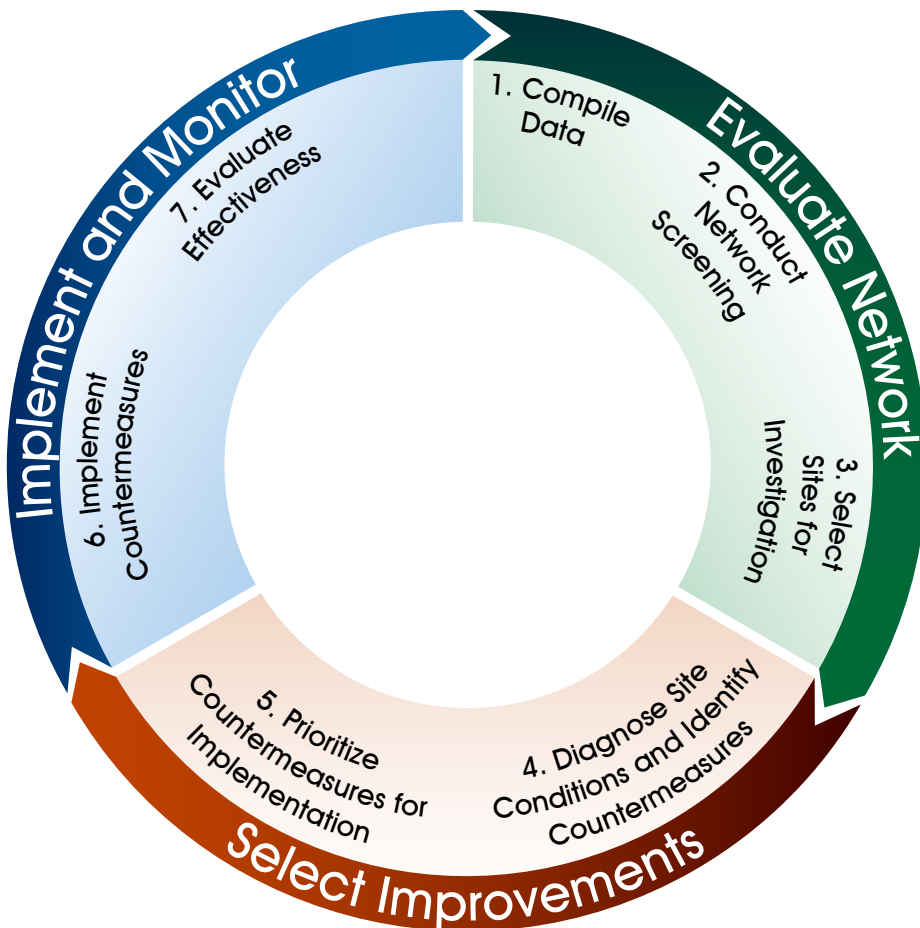 Evaluate Network
1. Compile
Data
2. Conduct
Network
Screening
3. Select
Sites for
Investigation
Select Improvements
4. Diagnose Site
Conditions and Identify
Countermeasures
5. Prioritize
Countermeasures for
Implementation
Implement and Monitor
6. Implement
Countermeasures
7. Evaluate
Effectiveness